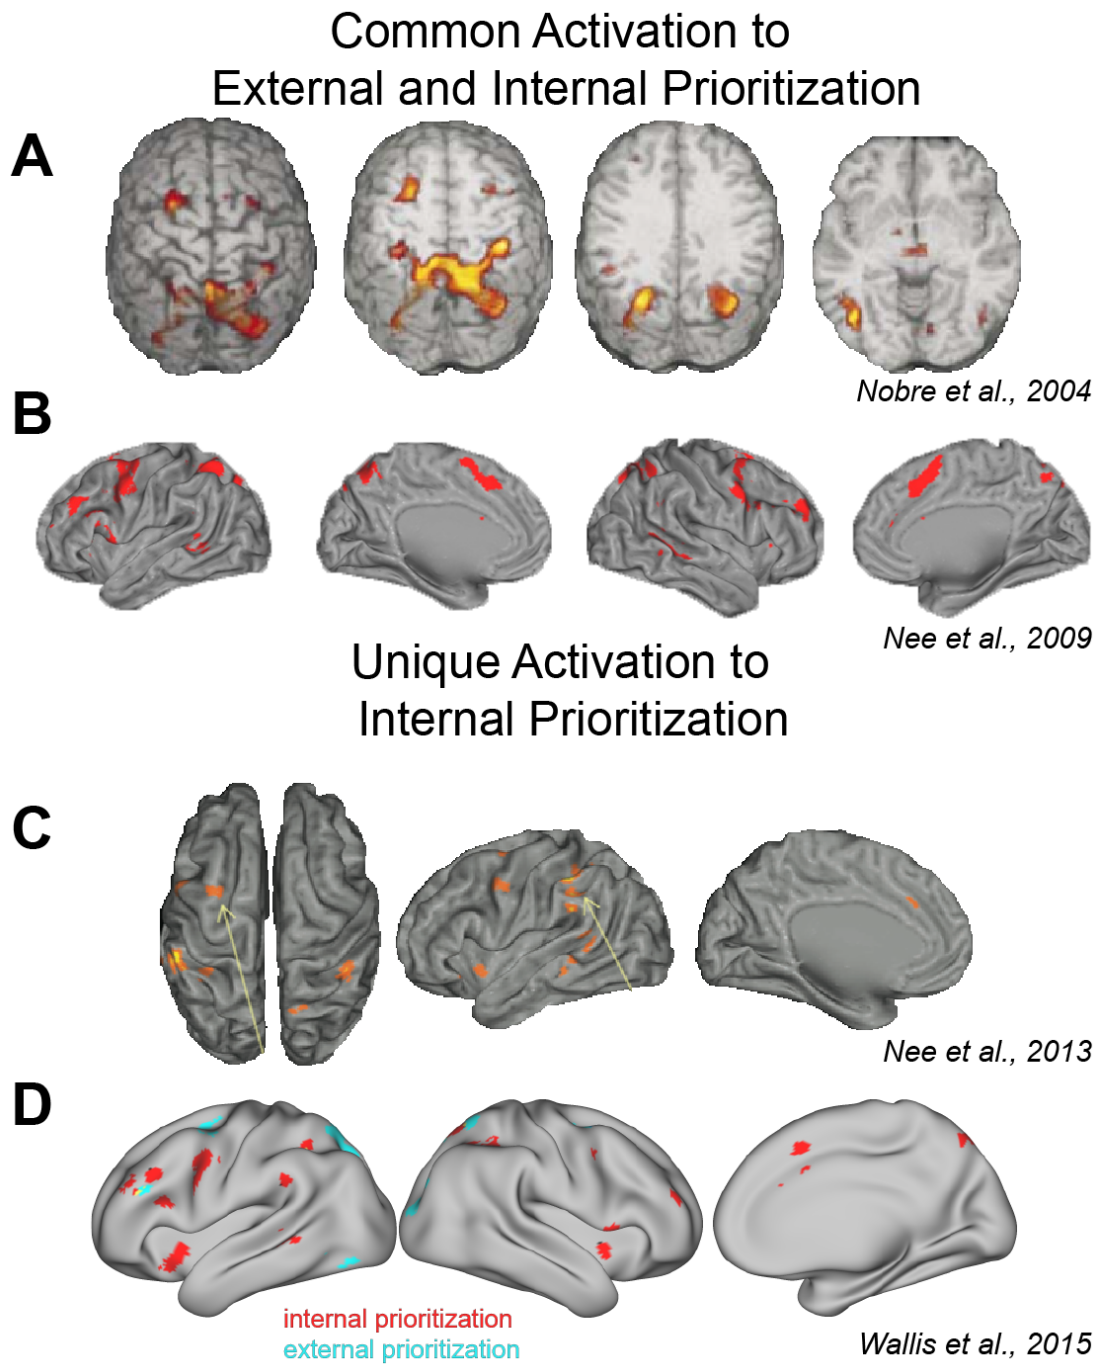 Common Activation to
External and Internal Prioritization
A
Nobre et al., 2004
B
Nee et al., 2009
Unique Activation to
Internal Prioritization
C
Nee et al., 2013
D
internal prioritization
external prioritization
Wallis et al., 2015